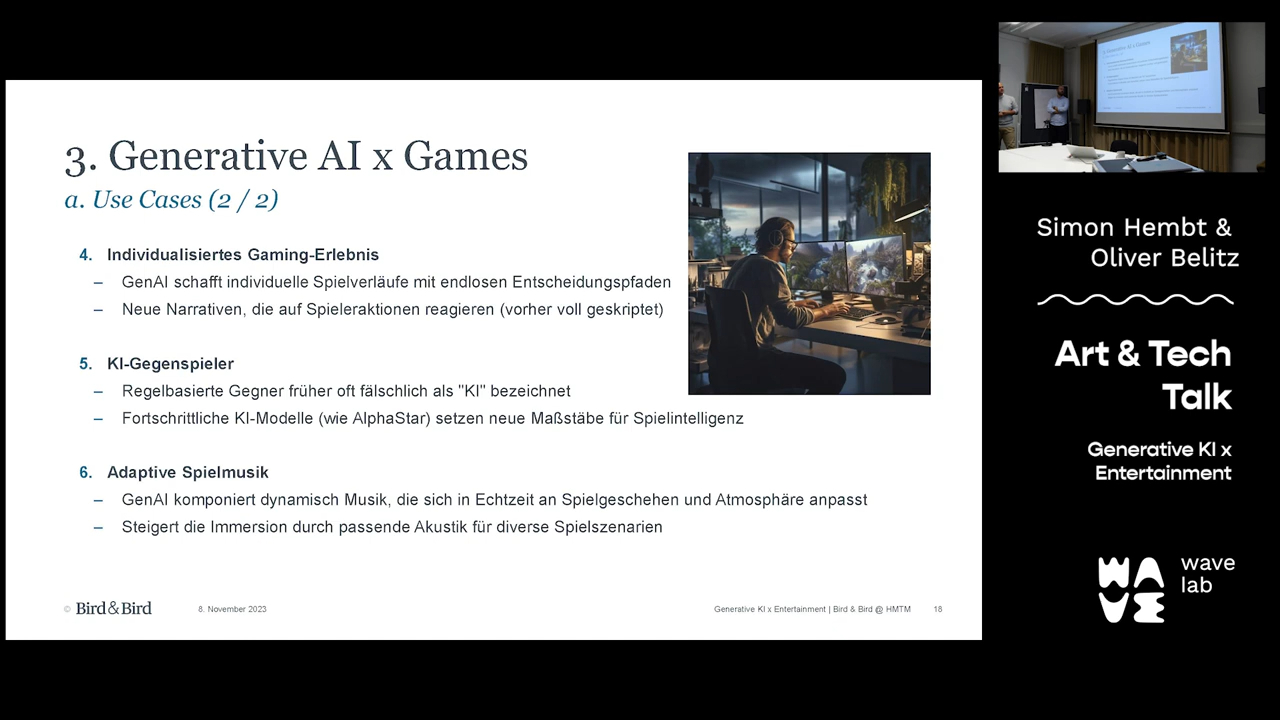 3. Generative AI x Games
a. Use Cases (2 / 2)
4. Individualisiertes Gaming-Erlebnis
– GenAI schafft individuelle Spielverläufe mit endlosen Entscheidungspfaden
– Neue Narrativen, die auf Spieleraktionen reagieren (vorher voll geskriptet)
5. KI-Gegenspieler
– Regelbasierte Gegner früher oft fälschlich als "KI" bezeichnet
– Fortschrittliche KI-Modelle (wie AlphaStar) setzen neue Maßstäbe für Spielintelligenz
6. Adaptive Spielmusik
– GenAI komponiert dynamisch Musik, die sich in Echtzeit an Spielgeschehen und Atmosphäre anpasst
– Steigert die Immersion durch passende Akustik für diverse Spielszenarien
© Bird&Bird 8. November 2023 Generative KI x Entertainment | Bird & Bird @ HMTM 18
3. Generative AI x Games
Simon Hembt &
Oliver Belitz
Art & Tech
Talk
Generative KI x
Entertainment
WAVE
wave
lab